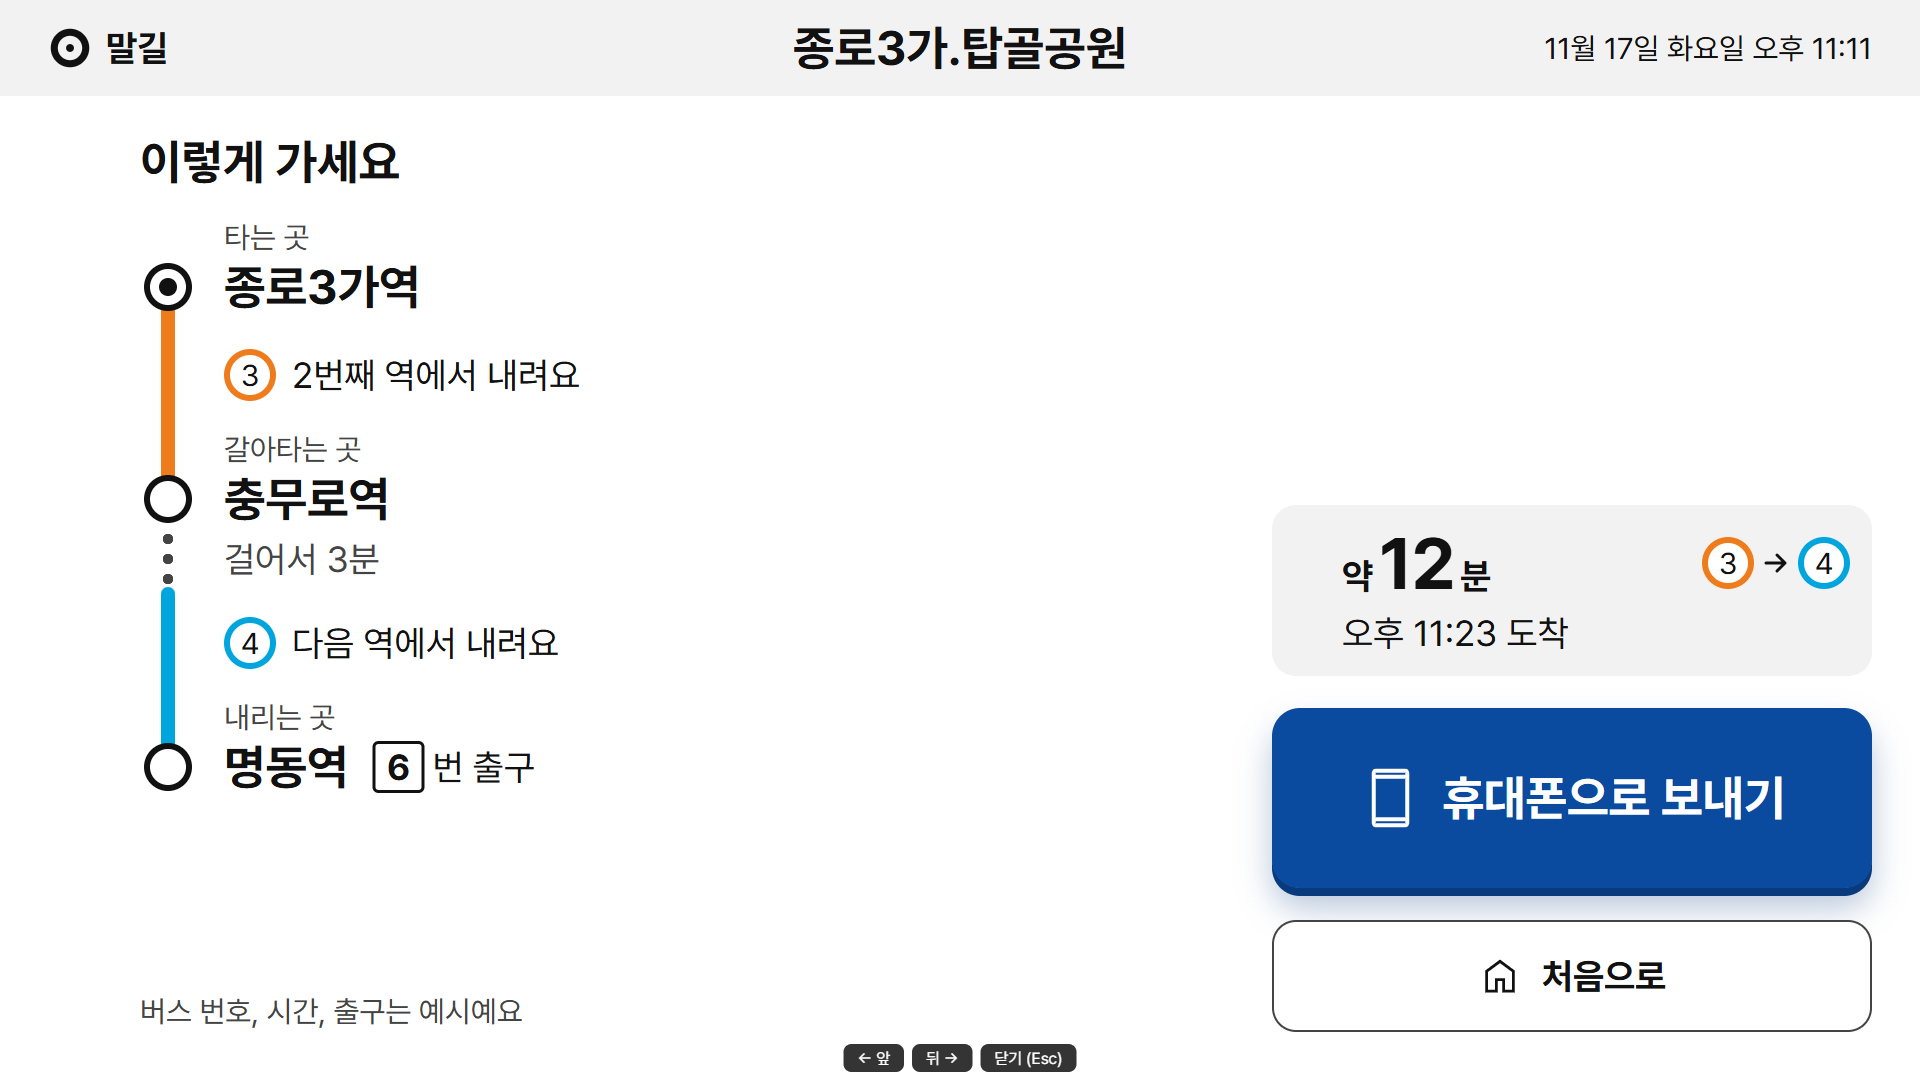 말길
종로3가.탑골공원
11월 17일 화요일 오후 11:11
이렇게 가세요
타는 곳
종로3가역
3 2번째 역에서 내려요
갈아타는 곳
충무로역
걸어서 3분
4 다음 역에서 내려요
내리는 곳
명동역 6 번 출구
버스 번호, 시간, 출구는 예시예요
약 12 분
3 → 4
오후 11:23 도착
휴대폰으로 보내기
처음으로
← 앞
뒤 →
닫기 (Esc)